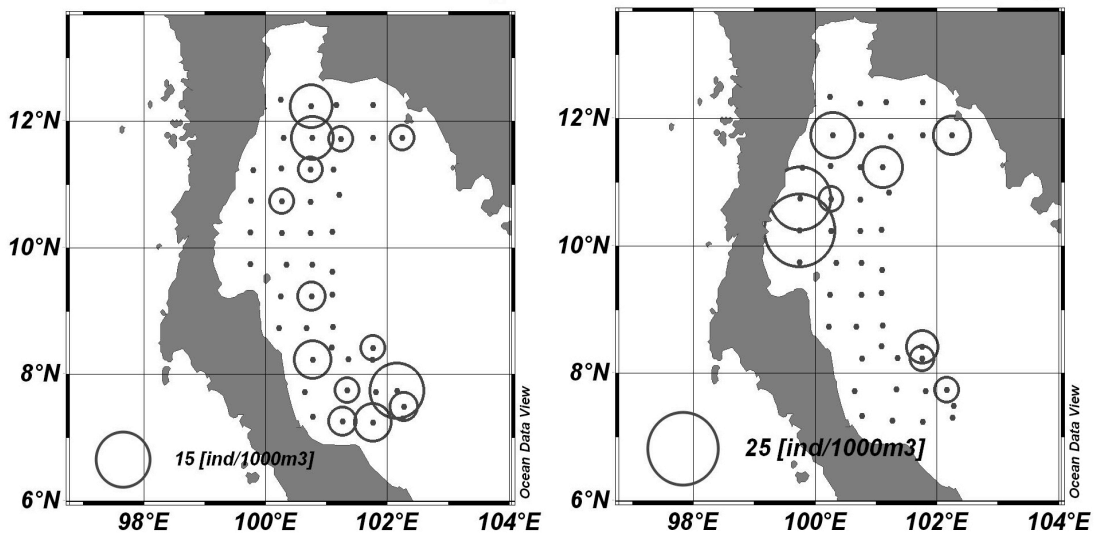 12°N
10°N
8°N
6°N
98°E
100°E
102°E
104°E
15 [ind/1000m3]
Ocean Data View
12°N
10°N
8°N
6°N
98°E
100°E
102°E
104°E
25 [ind/1000m3]
Ocean Data View